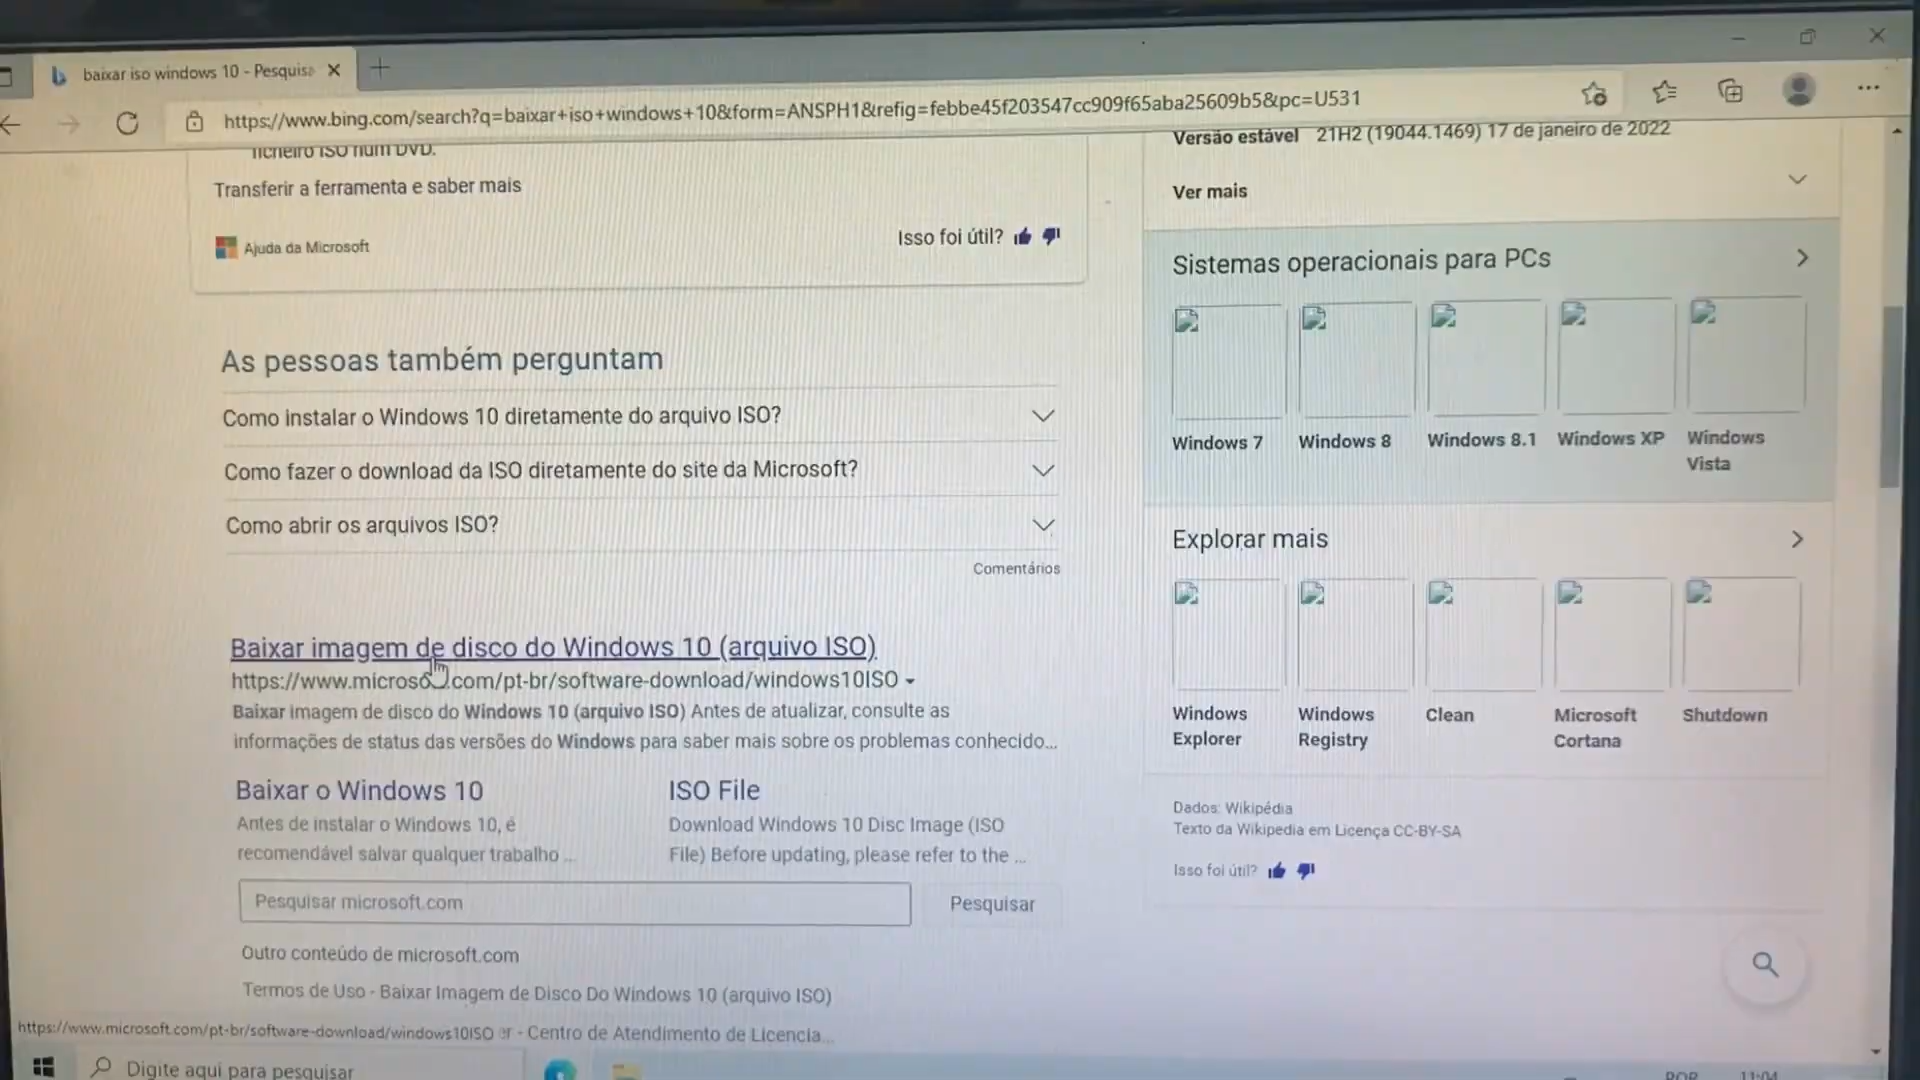 baixar iso windows 10 - Pesquisa
https://www.bing.com/search?q=baixar+iso+windows+10&form=ANSPH1&refig=febbe45f203547cc909f65aba25609b5&pc=U531
ficheiro ISO num DVD.
Transferir a ferramenta e saber mais
Ajuda da Microsoft
Isso foi útil?
As pessoas também perguntam
Como instalar o Windows 10 diretamente do arquivo ISO?
Como fazer o download da ISO diretamente do site da Microsoft?
Como abrir os arquivos ISO?
Comentários
Baixar imagem de disco do Windows 10 (arquivo ISO)
https://www.microso .com/pt-br/software-download/windows10ISO
Baixar imagem de disco do Windows 10 (arquivo ISO) Antes de atualizar, consulte as
informações de status das versões do Windows para saber mais sobre os problemas conhecido...
Baixar o Windows 10
Antes de instalar o Windows 10, é
recomendável salvar qualquer trabalho ...
ISO File
Download Windows 10 Disc Image (ISO
File) Before updating, please refer to the ...
Pesquisar microsoft.com
Pesquisar
Outro conteúdo de microsoft.com
Termos de Uso - Baixar Imagem de Disco Do Windows 10 (arquivo ISO)
https://www.microsoft.com/pt-br/software-download/windows10ISO
er - Centro de Atendimento de Licencia...
Versão estável 21H2 (19044.1469) 17 de janeiro de 2022
Ver mais
Sistemas operacionais para PCs
Windows 7
Windows 8
Windows 8.1
Windows XP
Windows
Vista
Explorar mais
Windows
Explorer
Windows
Registry
Clean
Microsoft
Cortana
Shutdown
Dados: Wikipédia
Texto da Wikipedia em Licença CC-BY-SA
Isso foi útil?
Digite aqui para pesquisar
POR
11:04